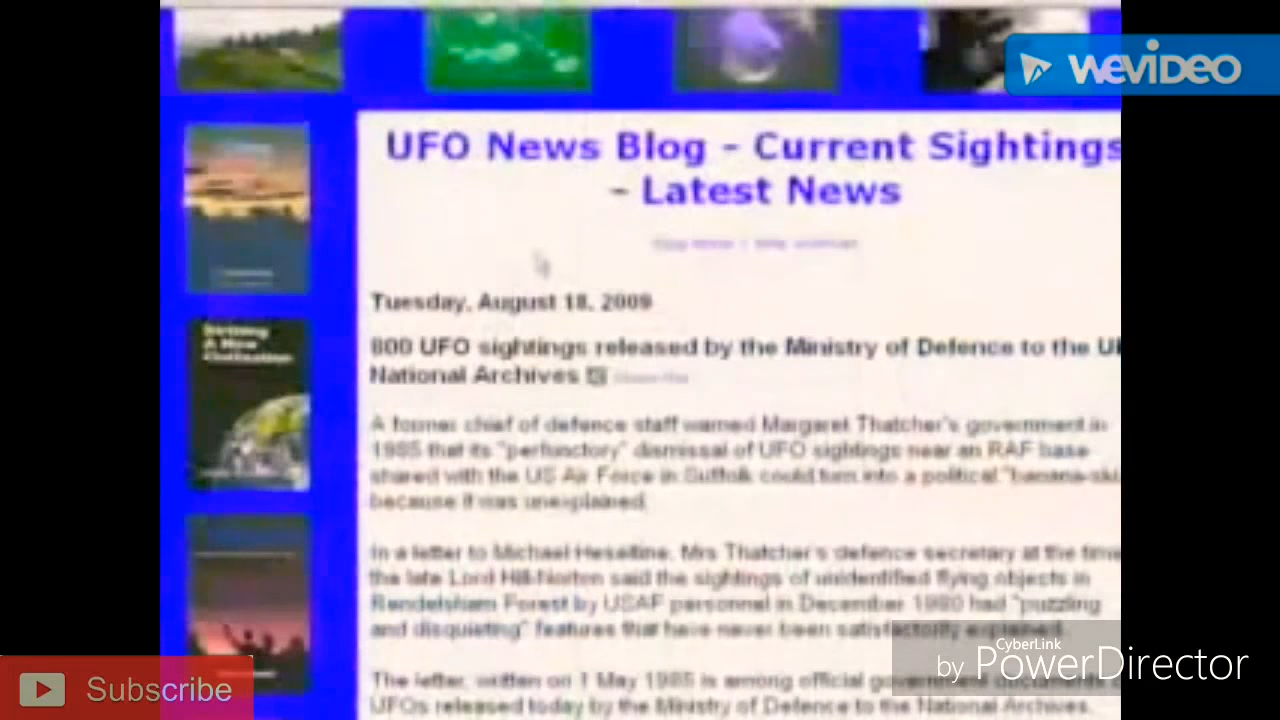 WeVIDEO
UFO News Blog - Current Sightings
- Latest News
Tuesday, August 18, 2009
800 UFO sightings released by the Ministry of Defence to the UK
National Archives
A former chief of defence staff warned Margaret Thatcher's government in
1985 that its "perfunctory" dismissal of UFO sightings near an RAF base
shared with the US Air Force in Suffolk could turn into a political "banana-ski
because it was unexplained.
In a letter to Michael Heseltine, Mrs Thatcher's defence secretary at the time
the late Lord Hill-Norton said the sightings of unidentified flying objects in
Rendelsham Forest by USAF personnel in December 1980 had "puzzling
and disquieting" features that have never been satisfactorily explained.
The letter, written on 1 May 1985 is among official government documents
UFOs released today by the Ministry of Defence to the National Archives.
A New
Civilisation
Subscribe
CyberLink
by PowerDirector